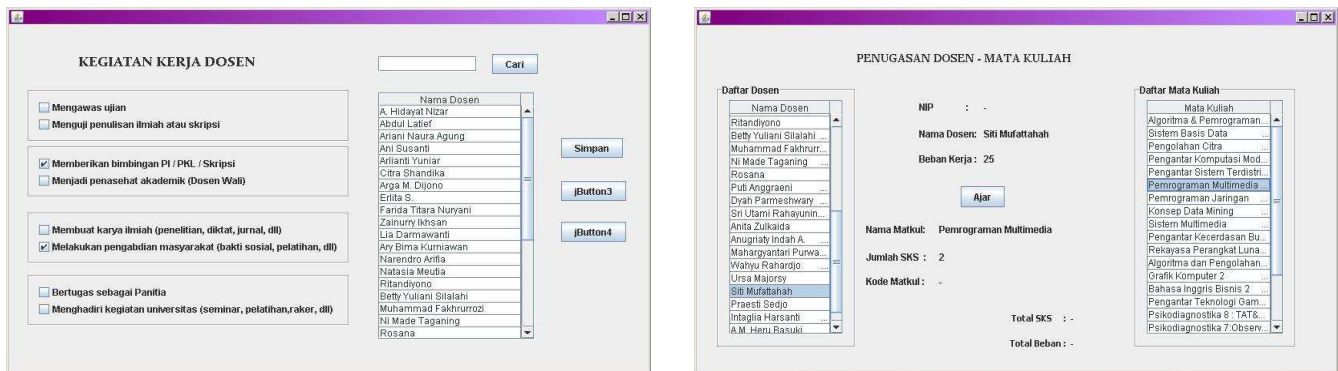 KEGIATAN KERJA DOSEN
Cari
Mengawas ujian
Menguji penulisan ilmiah atau skripsi
Memberikan bimbingan PI / PKL / Skripsi
Menjadi penasehat akademik (Dosen Wali)
Membuat karya ilmiah (penelitian, diktat, jurnal, dll)
Melakukan pengabdian masyarakat (bakti sosial, pelatihan, dll)
Bertugas sebagai Panitia
Menghadiri kegiatan universitas (seminar, pelatihan,raker, dll)
Nama Dosen
A. Hidayat Nizar
Abdul Latief
Ariani Naura Agung
Ani Susanti
Arlianti Yuniar
Citra Shandika
Arga M. Dijono
Erlita S.
Farida Titara Nuryani
Zainurry Ikhsan
Lia Darmawanti
Ary Bima Kurniawan
Narendro Arifia
Natasia Meutia
Ritandiyono
Betty Yuliani Silalahi
Muhammad Fakhrurrozi
Ni Made Taganing
Rosana
Simpan
jButton3
jButton4
PENUGASAN DOSEN - MATA KULIAH
Daftar Dosen
Nama Dosen
Ritandiyono
Betty Yuliani Silalahi ...
Muhammad Fakhrurr...
Ni Made Taganing ...
Rosana
Puti Anggraeni ...
Dyah Parmeshwary ...
Sri Utami Rahayunin...
Anita Zulkaida
Anugriaty Indah A. ...
Mahargyantari Purwa...
Wahyu Rahardjo ...
Ursa Majorsy
Siti Mufattahah
Praesti Sedjo
Intaglia Harsanti ...
A.M. Heru Basuki
NIP : -
Nama Dosen: Siti Mufattahah
Beban Kerja : 25
Ajar
Nama Matkul: Pemrograman Multimedia
Jumlah SKS : 2
Kode Matkul : -
Total SKS : -
Total Beban : -
Daftar Mata Kuliah
Mata Kuliah
Algoritma & Pemrograman...
Sistem Basis Data ...
Pengolahan Citra ...
Pengantar Komputasi Mod...
Pengantar Sistem Terdistri...
Pemrograman Multimedia ...
Pemrograman Jaringan ...
Konsep Data Mining ...
Sistem Multimedia ...
Pengantar Kecerdasan Bu...
Rekayasa Perangkat Luna...
Algoritma dan Pengolahan...
Grafik Komputer 2 ...
Bahasa Inggris Bisnis 2 ...
Pengantar Teknologi Gam...
Psikodiagnostika 8 : TAT&...
Psikodiagnostika 7:Observ...